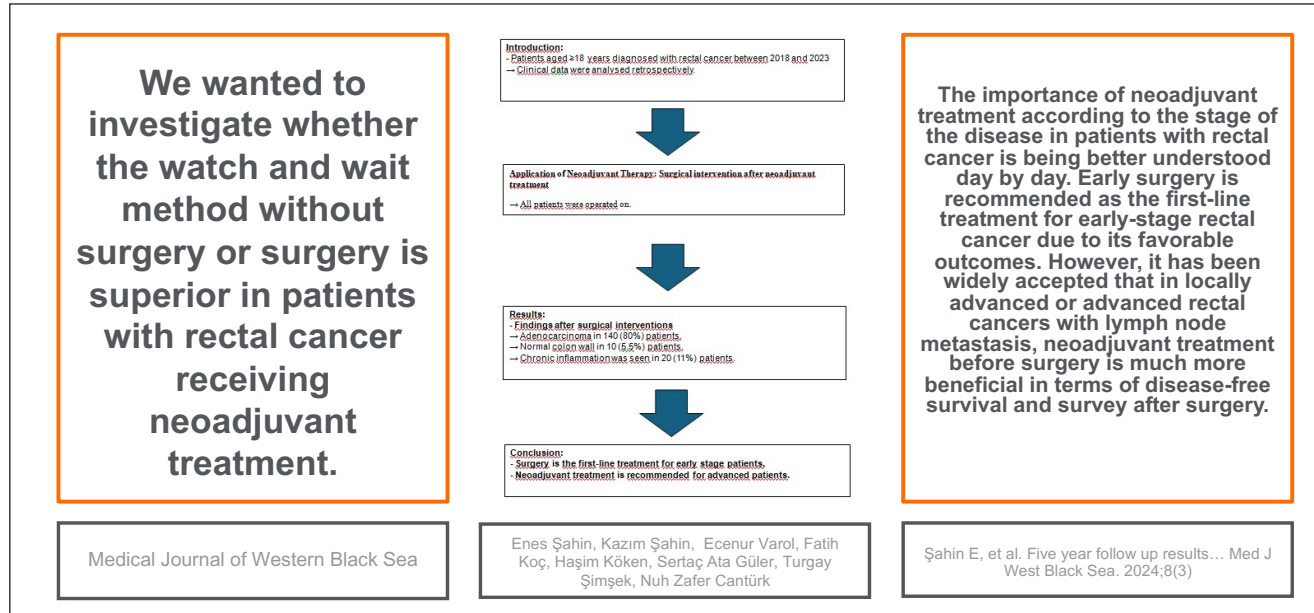 We wanted to
investigate whether
the watch and wait
method without
surgery or surgery is
superior in patients
with rectal cancer
receiving
neoadjuvant
treatment.
Introduction:
- Patients aged ≥18 years diagnosed with rectal cancer between 2018 and 2023
→ Clinical data were analysed retrospectively.
Application of Neoadjuvant Therapy: Surgical intervention after neoadjuvant
treatment
→ All patients were operated on.
Results:
- Findings after surgical interventions
→ Adenocarcinoma in 140 (80%) patients,
→ Normal colon wall in 10 (5,5%) patients,
→ Chronic inflammation was seen in 20 (11%) patients.
Conclusion:
- Surgery is the first-line treatment for early stage patients,
- Neoadjuvant treatment is recommended for advanced patients.
The importance of neoadjuvant
treatment according to the stage of
the disease in patients with rectal
cancer is being better understood
day by day. Early surgery is
recommended as the first-line
treatment for early-stage rectal
cancer due to its favorable
outcomes. However, it has been
widely accepted that in locally
advanced or advanced rectal
cancers with lymph node
metastasis, neoadjuvant treatment
before surgery is much more
beneficial in terms of disease-free
survival and survey after surgery.
Medical Journal of Western Black Sea
Enes Şahin, Kazım Şahin, Ecenur Varol, Fatih
Koç, Haşim Köken, Sertaç Ata Güler, Turgay
Şimşek, Nuh Zafer Cantürk
Şahin E, et al. Five year follow up results… Med J
West Black Sea. 2024;8(3)